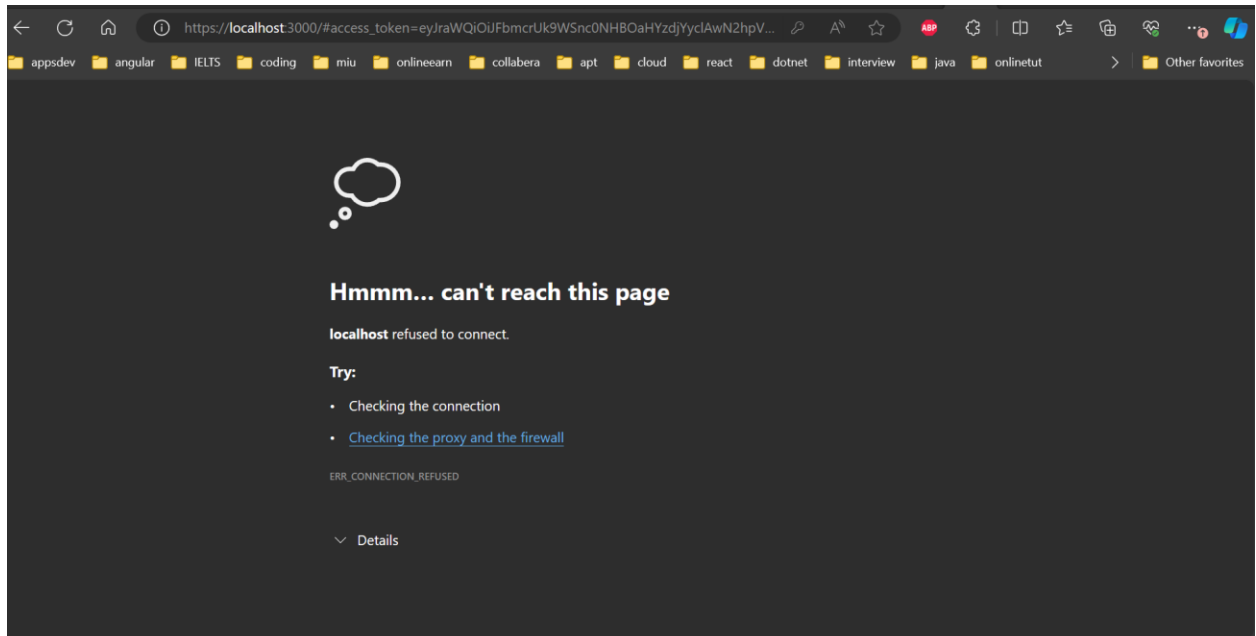 https://localhost:3000/#access_token=eyJraWQiOiJFbmcrUk9WSnc0NHBOaHYzdjYyclAwN2hpV...
ABP
appsdev angular IELTS coding miu onlineearn collabera apt cloud react dotnet interview java onlinetut Other favorites
Hmmm... can't reach this page
localhost refused to connect.
Try:
• Checking the connection
• Checking the proxy and the firewall
ERR_CONNECTION_REFUSED
Details